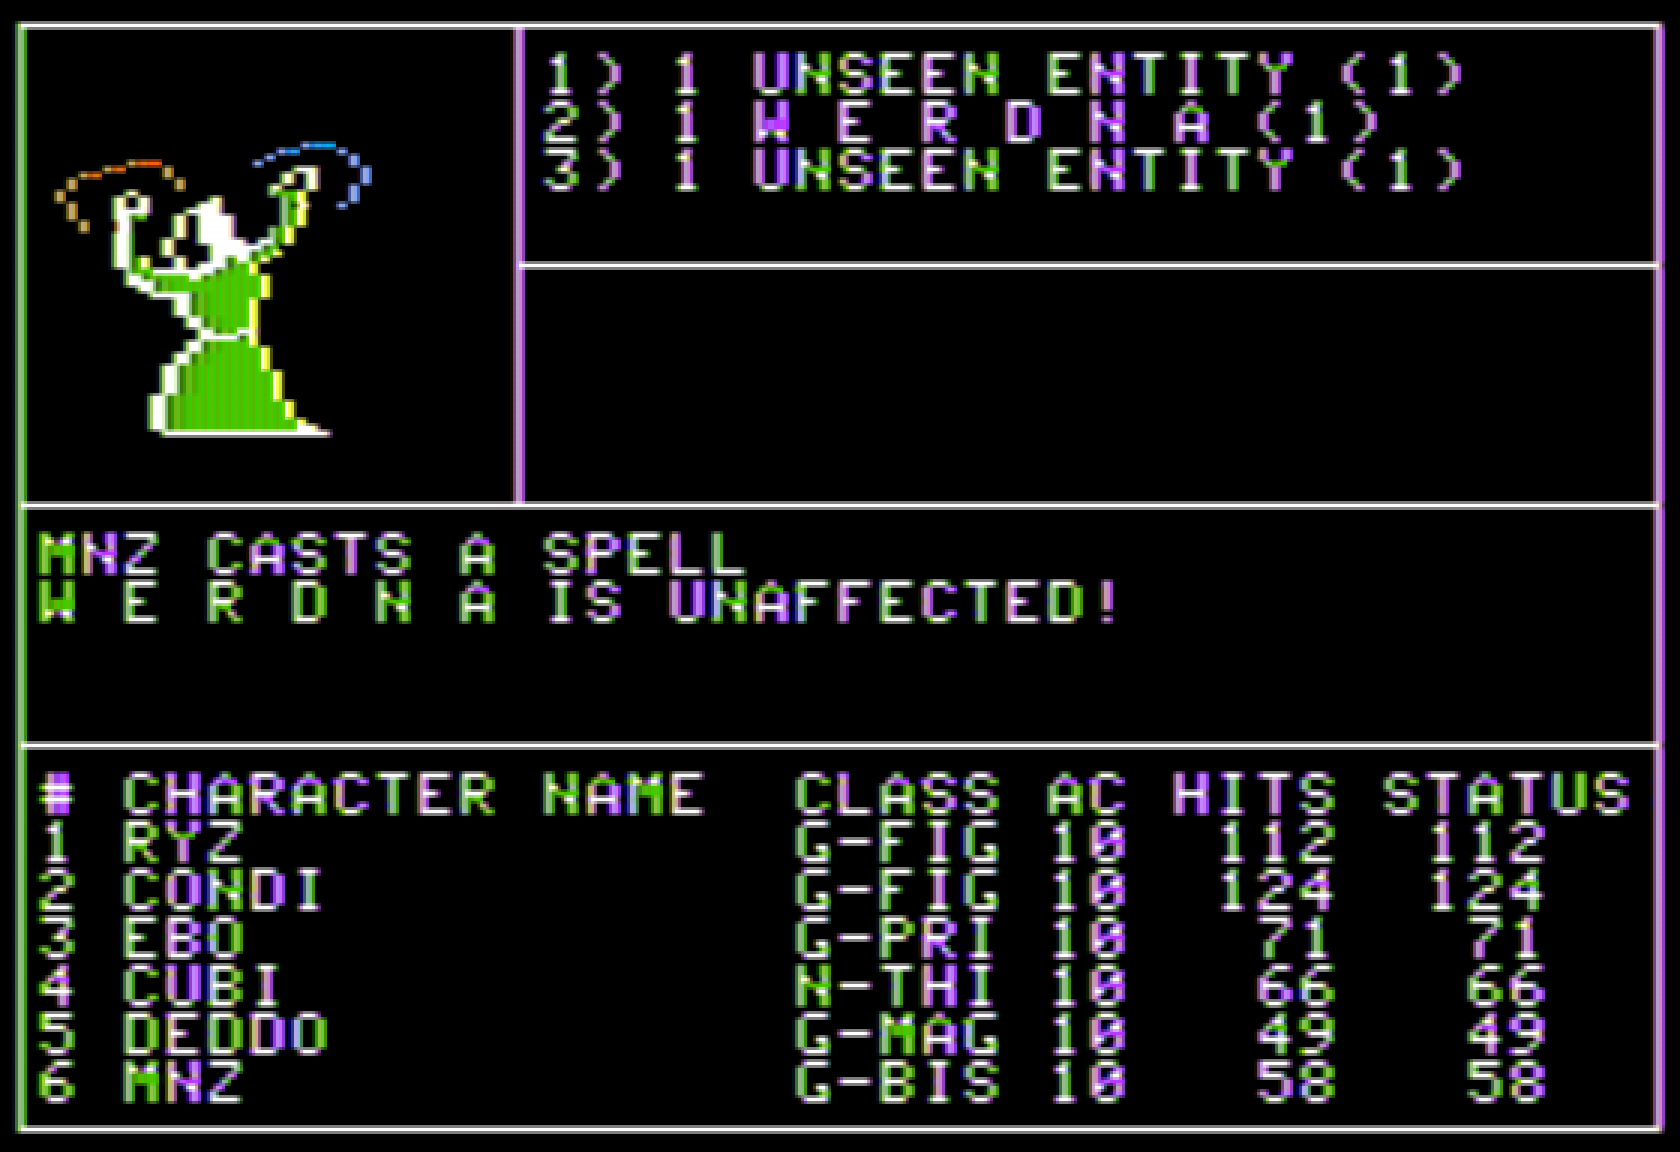 1) 1 UNSEEN ENTITY (1)
2) 1 W E R D N A (1)
3) 1 UNSEEN ENTITY (1)
MNZ CASTS A SPELL
W E R D N A IS UNAFFECTED!
# CHARACTER NAME CLASS AC HITS STATUS
1 RYZ G-FIG 10 112 112
2 CONDI G-FIG 10 124 124
3 EBO G-PRI 10 71 71
4 CUBI N-THI 10 66 66
5 DEDDO G-MAG 10 49 49
6 MNZ G-BIS 10 58 58